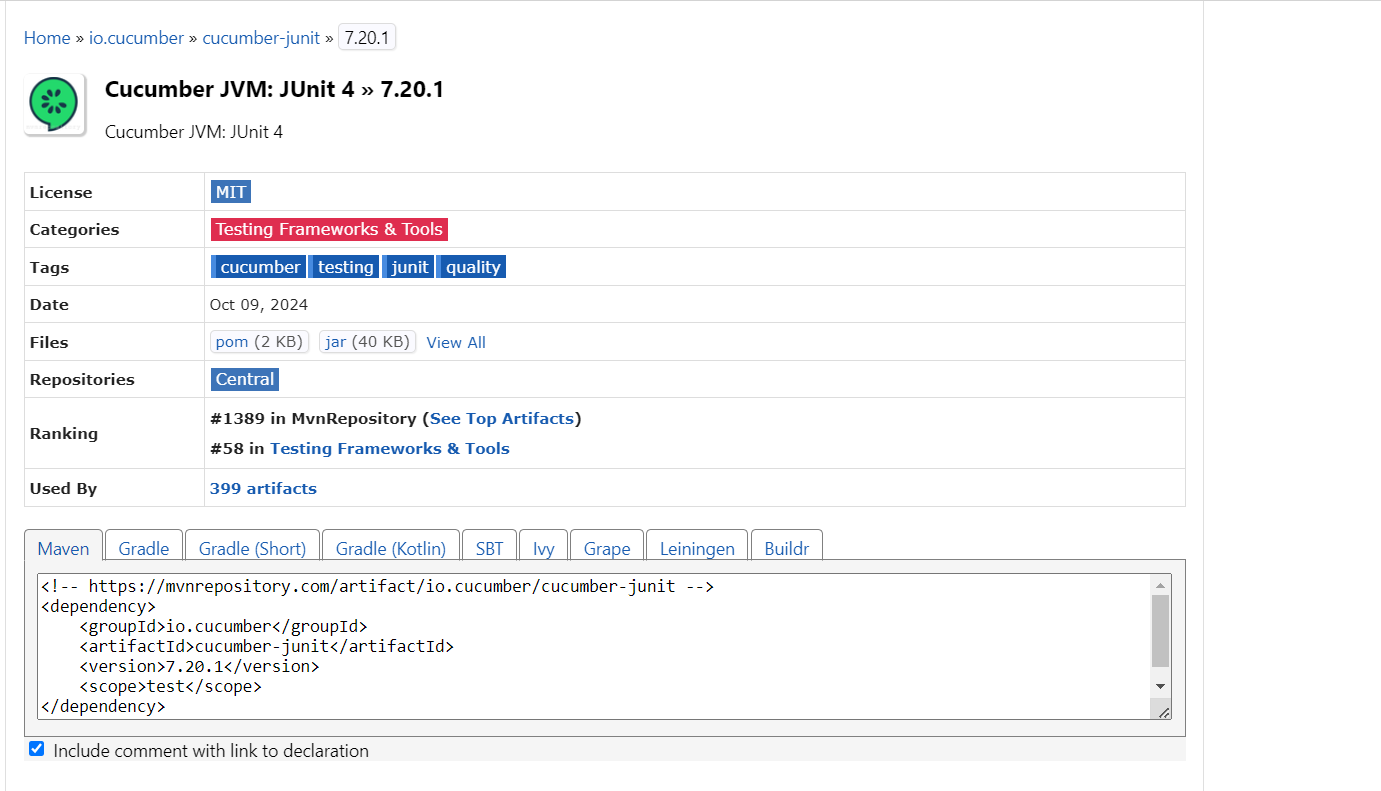 Home » io.cucumber » cucumber-junit » 7.20.1
Cucumber JVM: JUnit 4 » 7.20.1
Cucumber JVM: JUnit 4
License MIT
Categories Testing Frameworks & Tools
Tags cucumber testing junit quality
Date Oct 09, 2024
Files pom (2 KB) jar (40 KB) View All
Repositories Central
Ranking #1389 in MvnRepository (See Top Artifacts)
#58 in Testing Frameworks & Tools
Used By 399 artifacts
Maven Gradle Gradle (Short) Gradle (Kotlin) SBT Ivy Grape Leiningen Buildr
<!-- https://mvnrepository.com/artifact/io.cucumber/cucumber-junit -->
<dependency>
    <groupId>io.cucumber</groupId>
    <artifactId>cucumber-junit</artifactId>
    <version>7.20.1</version>
    <scope>test</scope>
</dependency>
Include comment with link to declaration